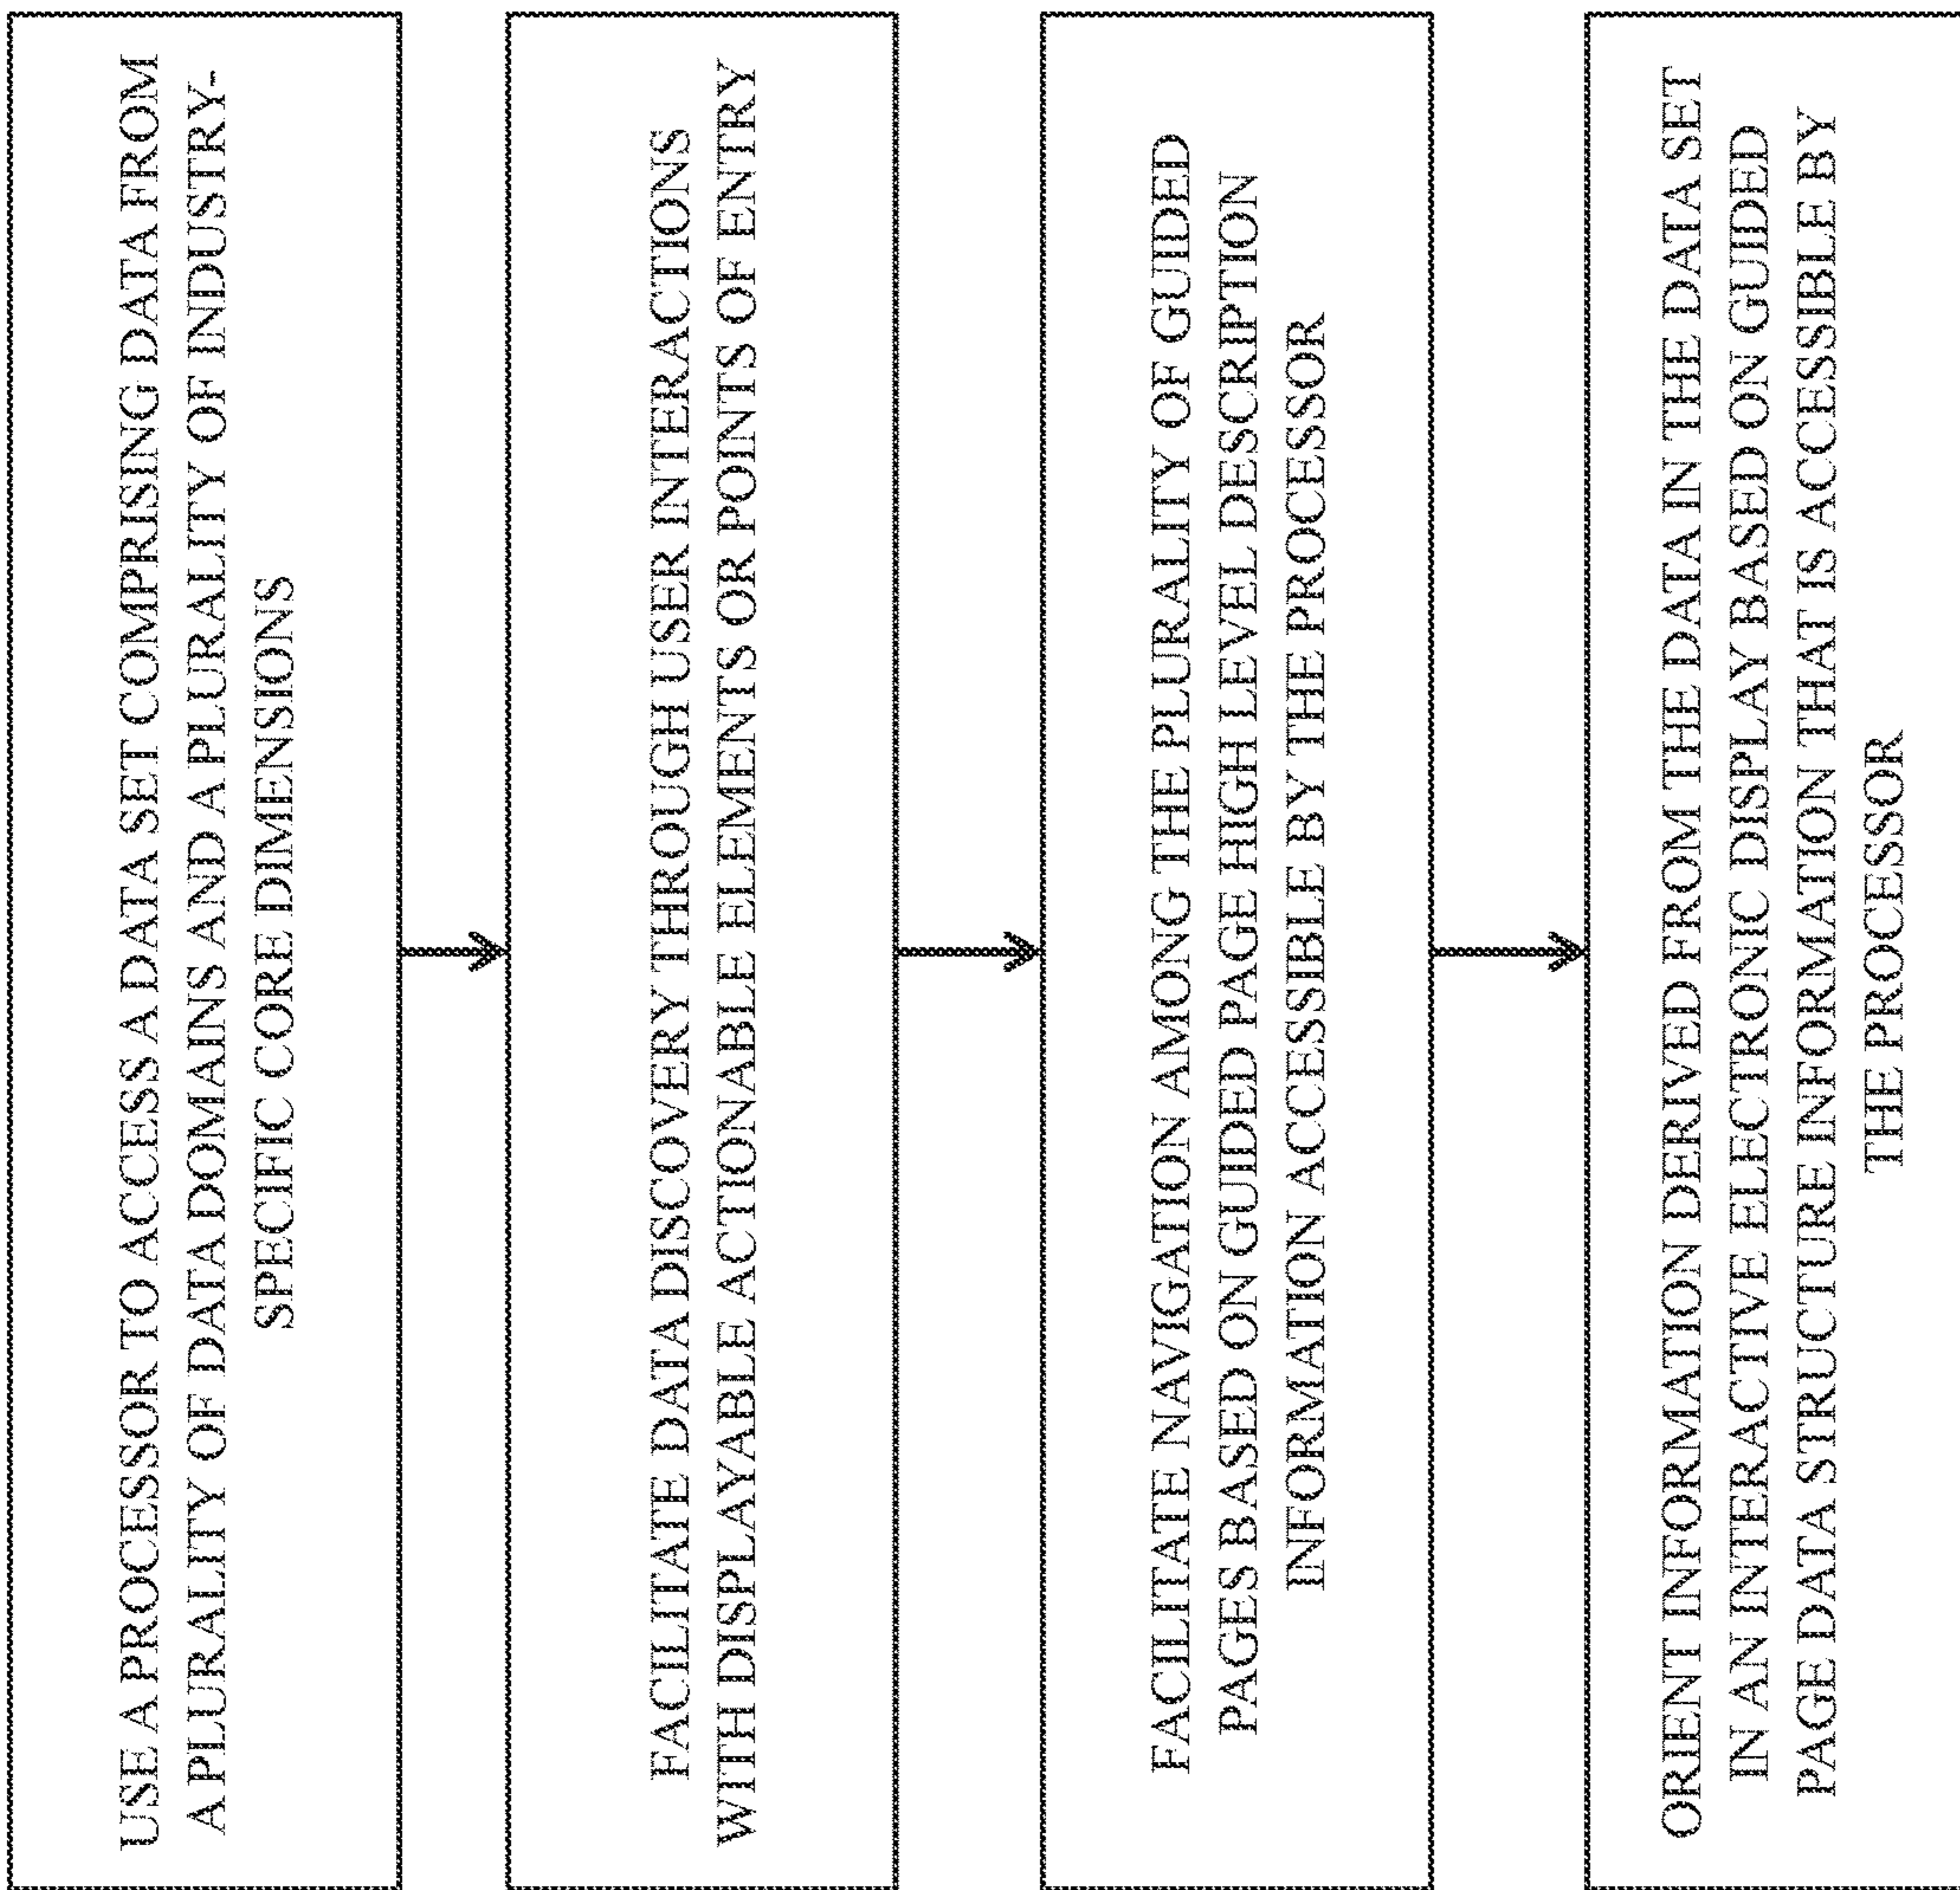 USE A PROCESSOR TO ACCESS A DATA SET COMPRISING DATA FROM
A PLURALITY OF DATA DOMAINS AND A PLURALITY OF INDUSTRY-
SPECIFIC CORE DIMENSIONS
FACILITATE DATA DISCOVERY THROUGH USER INTERACTIONS
WITH DISPLAYABLE ACTIONABLE ELEMENTS OR POINTS OF ENTRY
FACILITATE NAVIGATION AMONG THE PLURALITY OF GUIDED
PAGES BASED ON GUIDED PAGE HIGH LEVEL DESCRIPTION
INFORMATION ACCESSIBLE BY THE PROCESSOR
ORIENT INFORMATION DERIVED FROM THE DATA IN THE DATA SET
IN AN INTERACTIVE ELECTRONIC DISPLAY BASED ON GUIDED
PAGE DATA STRUCTURE INFORMATION THAT IS ACCESSIBLE BY
THE PROCESSOR